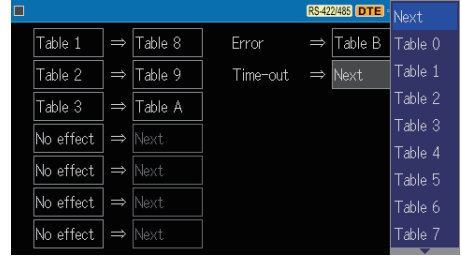 RS-422/485 DTE
Table 1 ⇒ Table 8 Error ⇒ Table B
Table 2 ⇒ Table 9 Time-out ⇒ Next
Table 3 ⇒ Table A
No effect ⇒ Next
No effect ⇒ Next
No effect ⇒ Next
No effect ⇒ Next
Next
Table 0
Table 1
Table 2
Table 3
Table 4
Table 5
Table 6
Table 7